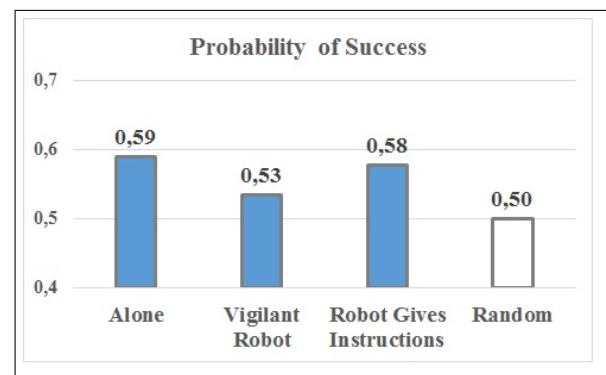 Probability of Success
0,7
0,6
0,5
0,4
0,59
0,53
0,58
0,50
Alone
Vigilant
Robot
Robot Gives
Instructions
Random